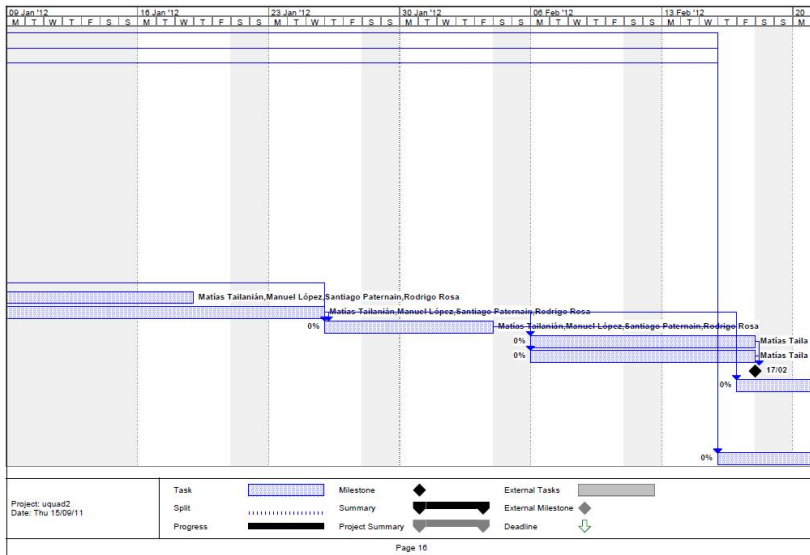 09 Jan '12 16 Jan '12 23 Jan '12 30 Jan '12 06 Feb '12 13 Feb '12 20
M T W T F S S M T W T F S S M T W T F S S M T W T F S S M T W T F S S M T W T F S S M
Matías Tailanián,Manuel López,Santiago Paternain,Rodrigo Rosa
Matías Tailanián,Manuel López,Santiago Paternain,Rodrigo Rosa
0% Matías Tailanián,Manuel López,Santiago Paternain,Rodrigo Rosa
0% Matías Taila
0% Matías Taila
17/02
0%
0%
Project: uquad2
Date: Thu 15/09/11
Task Milestone External Tasks
Split Summary External Milestone
Progress Project Summary Deadline
Page 16